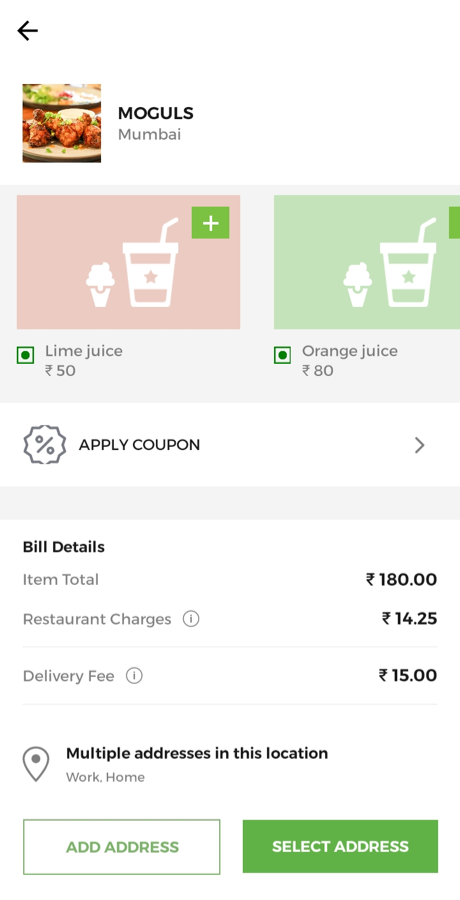 MOGULS
Mumbai
Lime juice
₹ 50
Orange juice
₹ 80
APPLY COUPON
Bill Details
Item Total ₹ 180.00
Restaurant Charges ₹ 14.25
Delivery Fee ₹ 15.00
Multiple addresses in this location
Work, Home
ADD ADDRESS SELECT ADDRESS